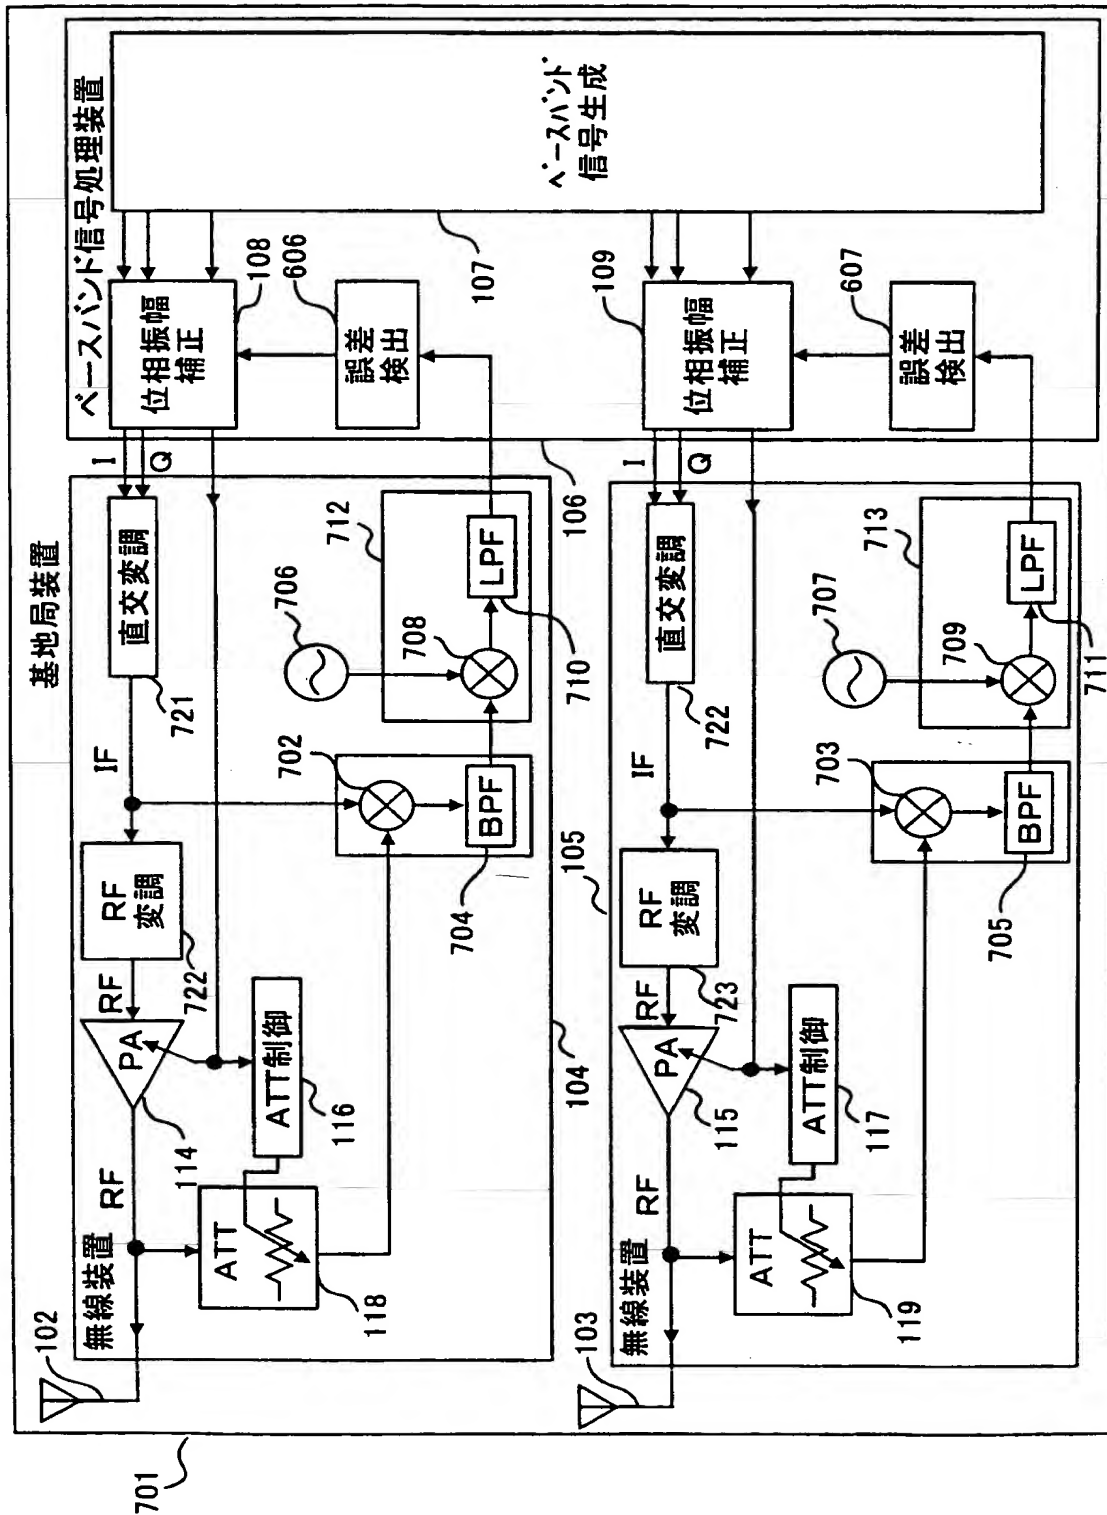 701
基地局装置
102
無線装置
RF
114
PA
RF
722
RF
変調
IF
721
直交変調
I
Q
ベースバンド信号処理装置
位相振幅
補正
108
606
誤差
検出
107
ベースバンド
信号生成
ATT
118
ATT制御
116
104
702
BPF
704
706
708
712
LPF
710
106
103
無線装置
RF
115
PA
RF
723
RF
変調
105
IF
722
直交変調
I
Q
位相振幅
補正
109
607
誤差
検出
ATT
119
ATT制御
117
703
BPF
705
707
709
713
LPF
711